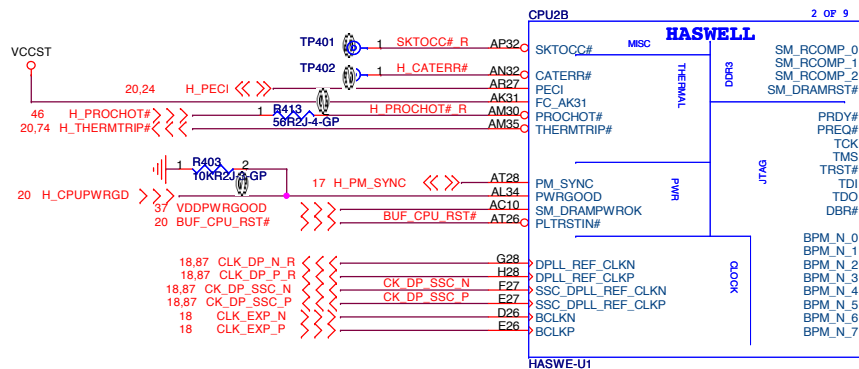 CPU2B 2 OF 9
HASWELL
VCCST
TP401 1 SKTOCC#_R AP32 SKTOCC# MISC SM_RCOMP_0
SM_RCOMP_1
TP402 1 H_CATERR# AN32 CATERR# SM_RCOMP_2
20,24 H_PECI AR27 PECI THERMAL DDR3 SM_DRAMRST#
AK31 FC_AK31
46 H_PROCHOT# 1 R413 H_PROCHOT#_R AM30 PROCHOT# PRDY#
56R2J-4-GP
20,74 H_THERMTRIP# AM35 THERMTRIP# PREQ#
TCK
TMS
R403 TRST#
1 2
17 H_PM_SYNC AT28 PM_SYNC JTAG TDI
20 H_CPUPWRGD AL34 PWRGOOD PWR TDO
37 VDDPWRGOOD AC10 SM_DRAMPWROK DBR#
20 BUF_CPU_RST# BUF_CPU_RST# AT26 PLTRSTIN#
BPM_N_0
BPM_N_1
18,87 CLK_DP_N_R G28 DPLL_REF_CLKN BPM_N_2
18,87 CLK_DP_P_R H28 DPLL_REF_CLKP CLOCK BPM_N_3
18,87 CK_DP_SSC_N CK_DP_SSC_N F27 SSC_DPLL_REF_CLKN BPM_N_4
18,87 CK_DP_SSC_P CK_DP_SSC_P E27 SSC_DPLL_REF_CLKP BPM_N_5
18 CLK_EXP_N D26 BCLKN BPM_N_6
18 CLK_EXP_P E26 BCLKP BPM_N_7
HASWE-U1